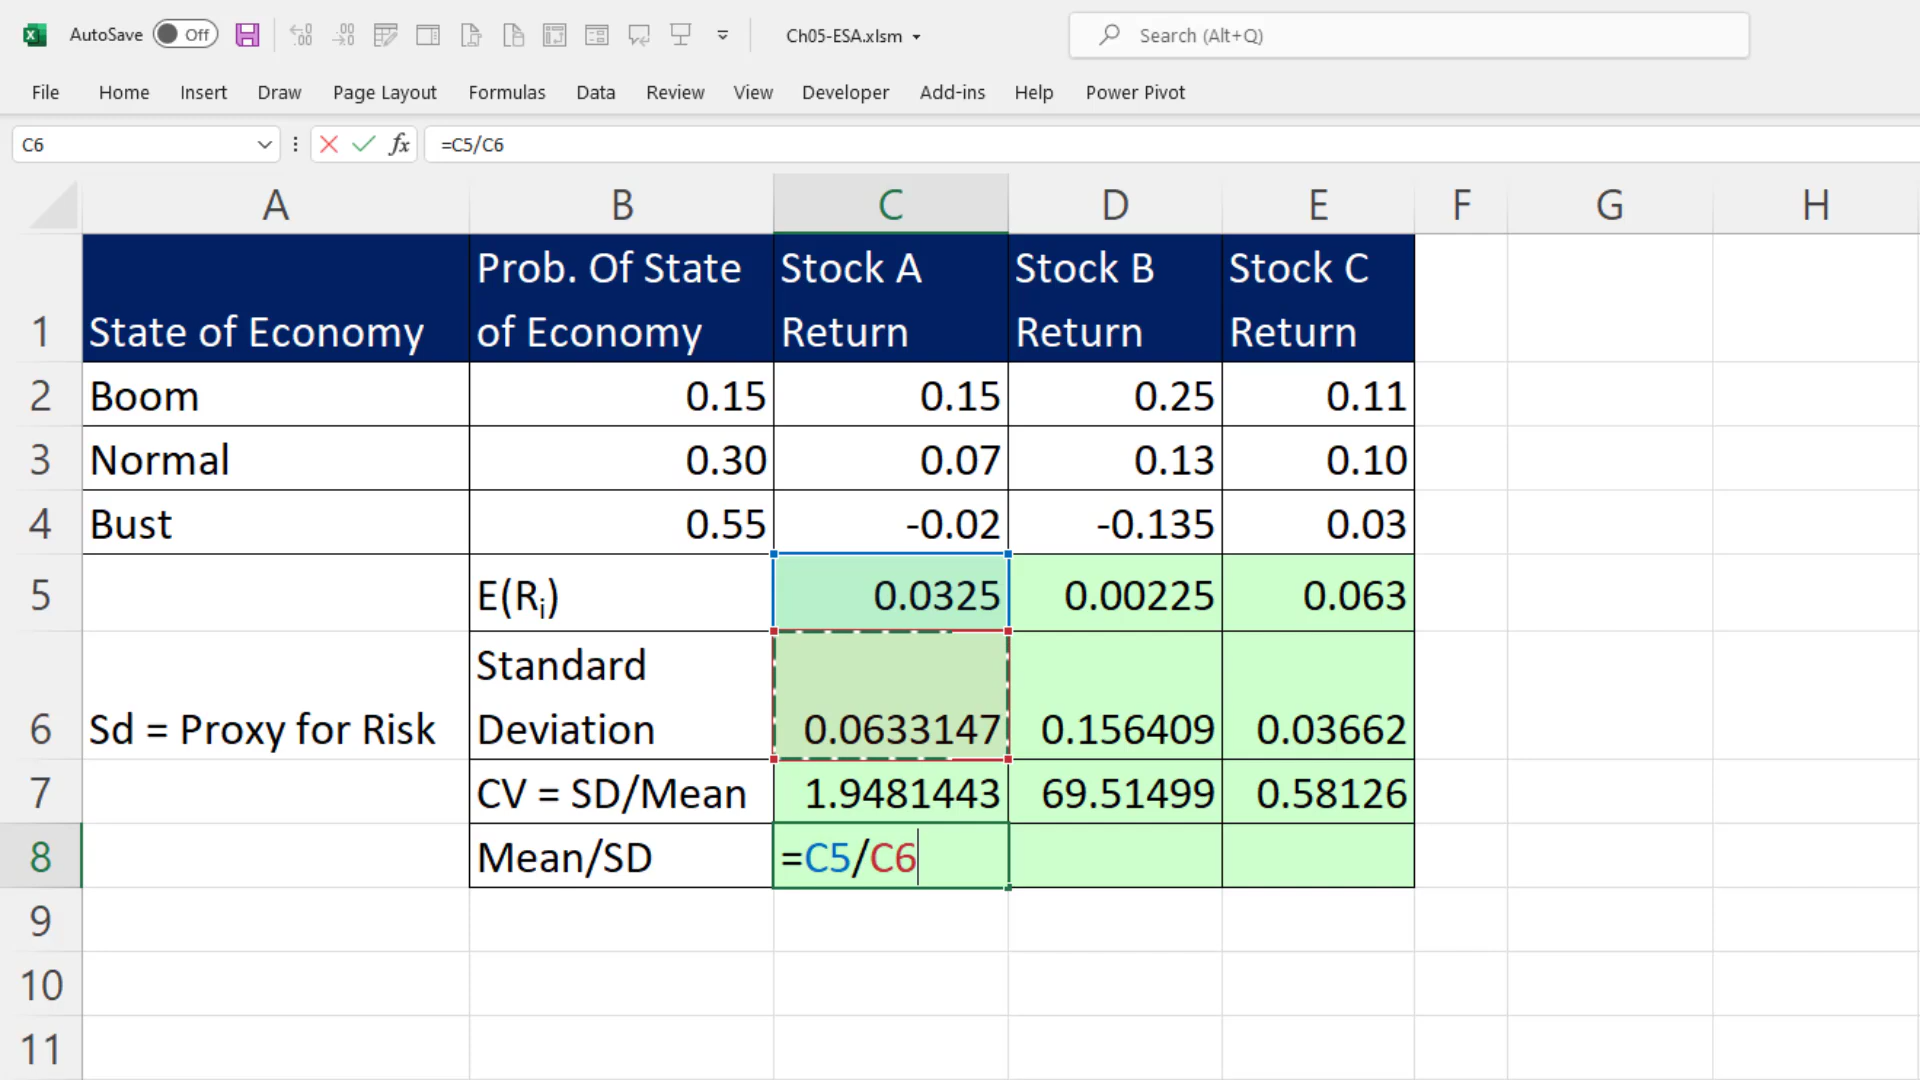 AutoSave Off Ch05-ESA.xlsm Search (Alt+Q)
File Home Insert Draw Page Layout Formulas Data Review View Developer Add-ins Help Power Pivot
C6 fx =C5/C6
A B C D E F G H
1 State of Economy Prob. Of State of Economy Stock A Return Stock B Return Stock C Return
2 Boom 0.15 0.15 0.25 0.11
3 Normal 0.30 0.07 0.13 0.10
4 Bust 0.55 -0.02 -0.135 0.03
5 E(Ri) 0.0325 0.00225 0.063
6 Sd = Proxy for Risk Standard Deviation 0.0633147 0.156409 0.03662
7 CV = SD/Mean 1.9481443 69.51499 0.58126
8 Mean/SD =C5/C6
9
10
11